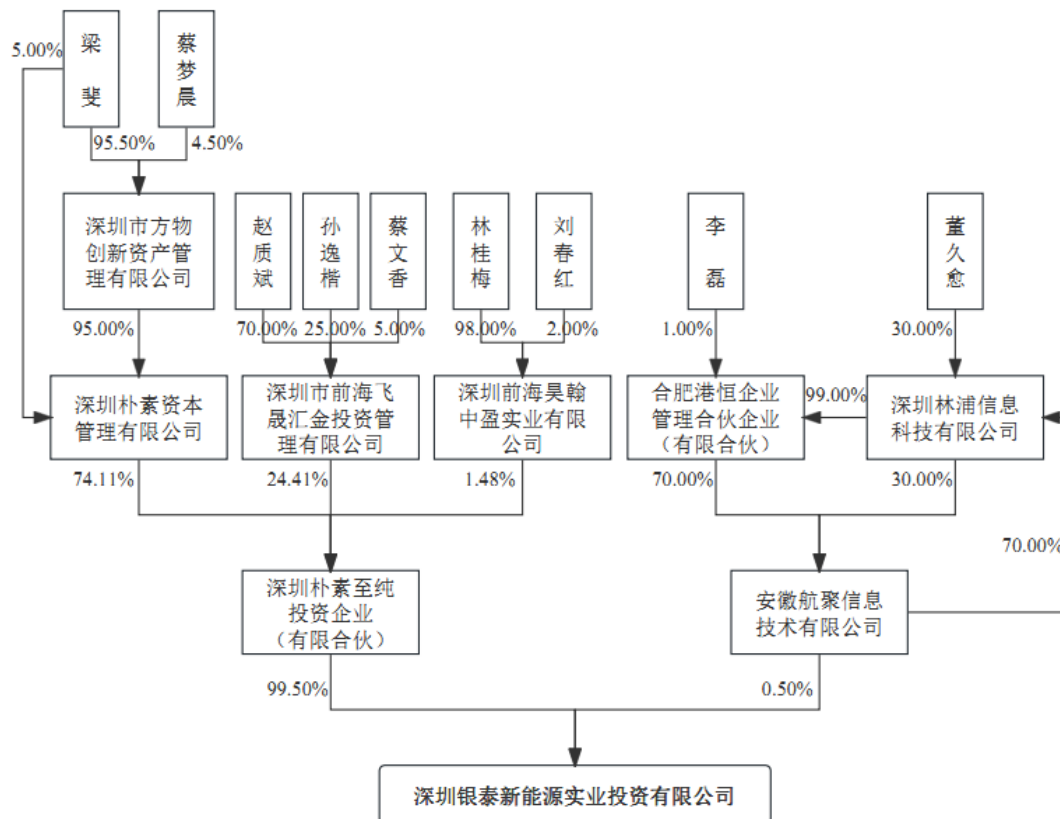 5.00%
梁
斐
蔡
梦
晨
95.50%
4.50%
深圳市方物
创新资产管
理有限公司
赵
质
斌
孙
逸
楷
蔡
文
香
林
桂
梅
刘
春
红
李
磊
董
久
愈
95.00%
70.00%
25.00%
5.00%
98.00%
2.00%
1.00%
30.00%
深圳朴素资本
管理有限公司
深圳市前海飞
晟汇金投资管
理有限公司
深圳前海昊翰
中盈实业有限
公司
合肥港恒企业
管理合伙企业
（有限合伙）
99.00%
深圳林浦信息
科技有限公司
74.11%
24.41%
1.48%
70.00%
30.00%
70.00%
深圳朴素至纯
投资企业
（有限合伙）
安徽航聚信息
技术有限公司
99.50%
0.50%
深圳银泰新能源实业投资有限公司